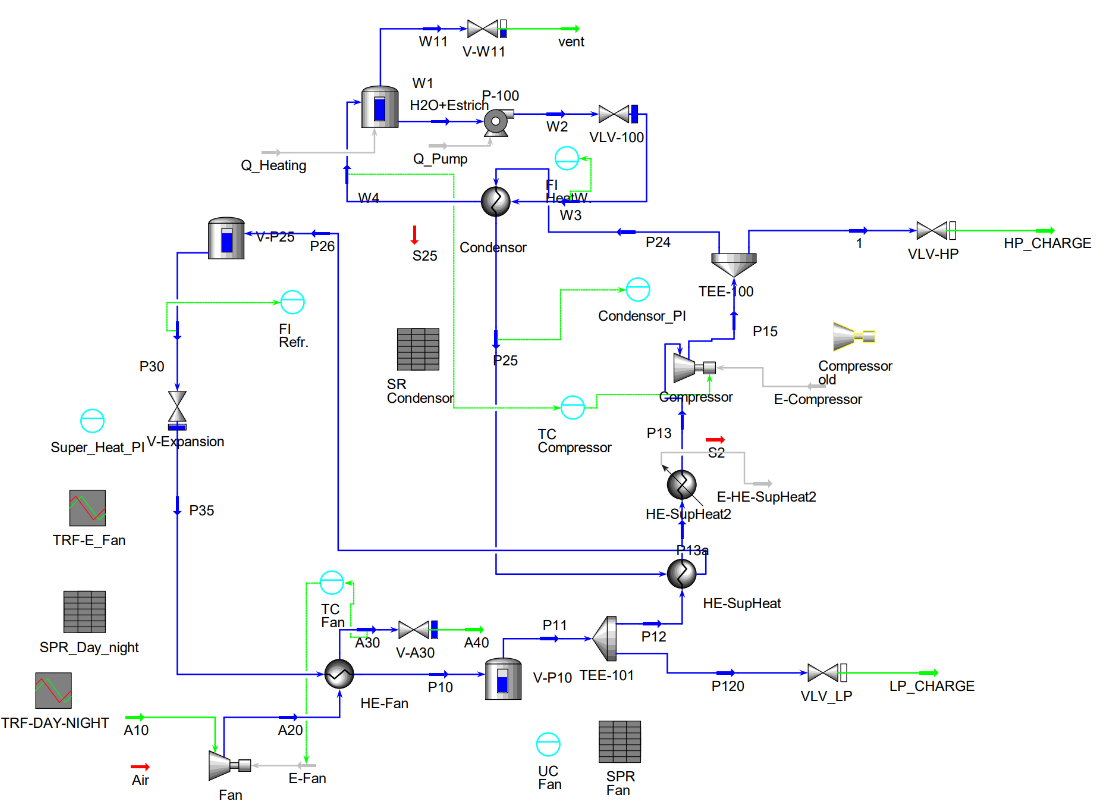 W11
V-W11
vent
W1
H2O+Estrich
P-100
W2
VLV-100
Q_Heating
Q_Pump
FI
HeatW.
W4
W3
S25
Condensor
P24
V-P25
P26
1
VLV-HP
HP_CHARGE
TEE-100
FI
Refr.
Condensor_PI
P15
P30
P25
SR
Condensor
Compressor
Compressor
old
E-Compressor
Super_Heat_PI
V-Expansion
TC
Compressor
P13
S2
E-HE-SupHeat2
HE-SupHeat2
P35
TRF-E_Fan
P13a
HE-SupHeat
TC
Fan
SPR_Day_night
A30
V-A30
A40
P11
P12
P10
V-P10
TEE-101
P120
VLV_LP
LP_CHARGE
HE-Fan
TRF-DAY-NIGHT
A10
A20
Air
Fan
E-Fan
UC
Fan
SPR
Fan